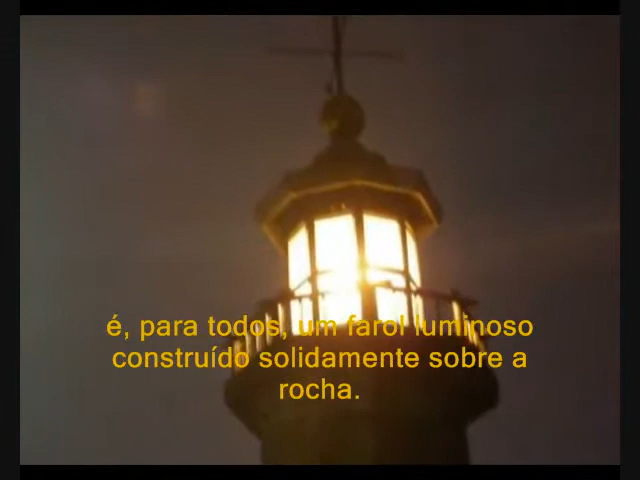 é, para todos, um farol luminoso
construído solidamente sobre a
rocha.